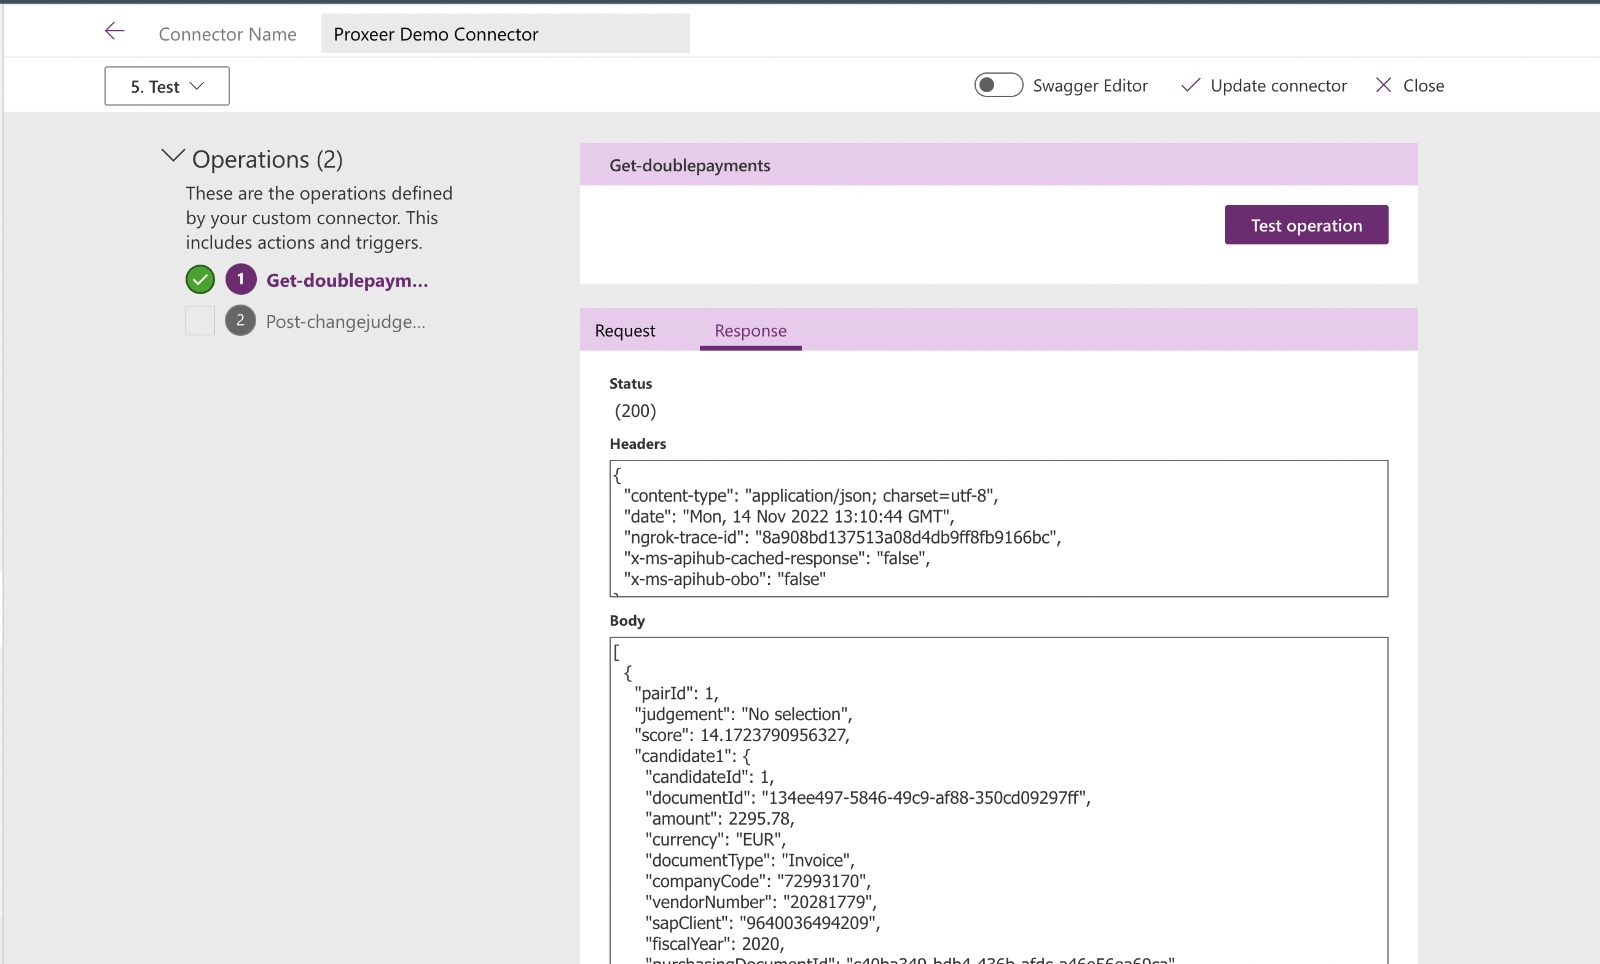 Connector Name
Proxeer Demo Connector
5. Test
Swagger Editor
Update connector
Close
Operations (2)
These are the operations defined
by your custom connector. This
includes actions and triggers.
1 Get-doublepaym...
2 Post-changejudge...
Get-doublepayments
Test operation
Request
Response
Status
(200)
Headers
{
"content-type": "application/json; charset=utf-8",
"date": "Mon, 14 Nov 2022 13:10:44 GMT",
"ngrok-trace-id": "8a908bd137513a08d4db9ff8fb9166bc",
"x-ms-apihub-cached-response": "false",
"x-ms-apihub-obo": "false"
Body
[
{
"pairId": 1,
"judgement": "No selection",
"score": 14.1723790956327,
"candidate1": {
"candidateId": 1,
"documentId": "134ee497-5846-49c9-af88-350cd09297ff",
"amount": 2295.78,
"currency": "EUR",
"documentType": "Invoice",
"companyCode": "72993170",
"vendorNumber": "20281779",
"sapClient": "9640036494209",
"fiscalYear": 2020,